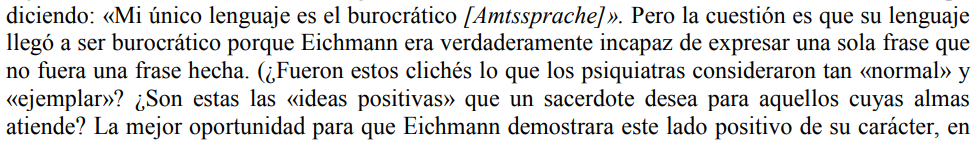 diciendo: «Mi único lenguaje es el burocrático [Amtssprache]». Pero la cuestión es que su lenguaje
llegó a ser burocrático porque Eichmann era verdaderamente incapaz de expresar una sola frase que
no fuera una frase hecha. (¿Fueron estos clichés lo que los psiquiatras consideraron tan «normal» y
«ejemplar»? ¿Son estas las «ideas positivas» que un sacerdote desea para aquellos cuyas almas
atiende? La mejor oportunidad para que Eichmann demostrara este lado positivo de su carácter, en